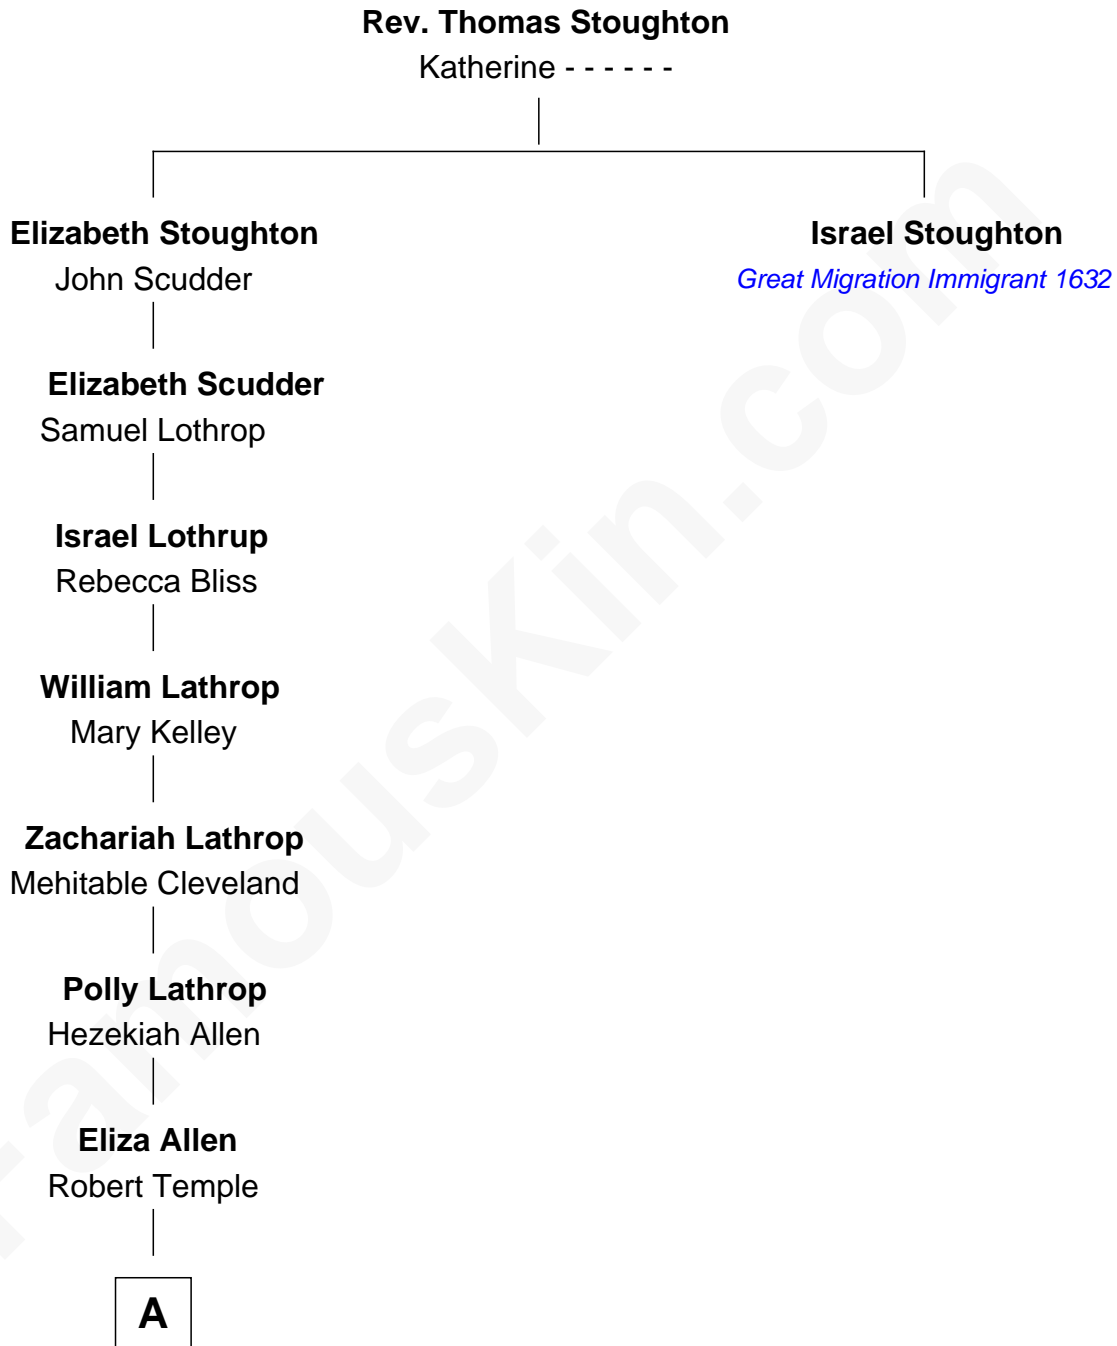 Rev. Thomas Stoughton
Katherine - - - - - -
Elizabeth Stoughton
John Scudder
Israel Stoughton
Great Migration Immigrant 1632
Elizabeth Scudder
Samuel Lothrop
Israel Lothrup
Rebecca Bliss
William Lathrop
Mary Kelley
Zachariah Lathrop
Mehitable Cleveland
Polly Lathrop
Hezekiah Allen
Eliza Allen
Robert Temple
A
FamousKin.com